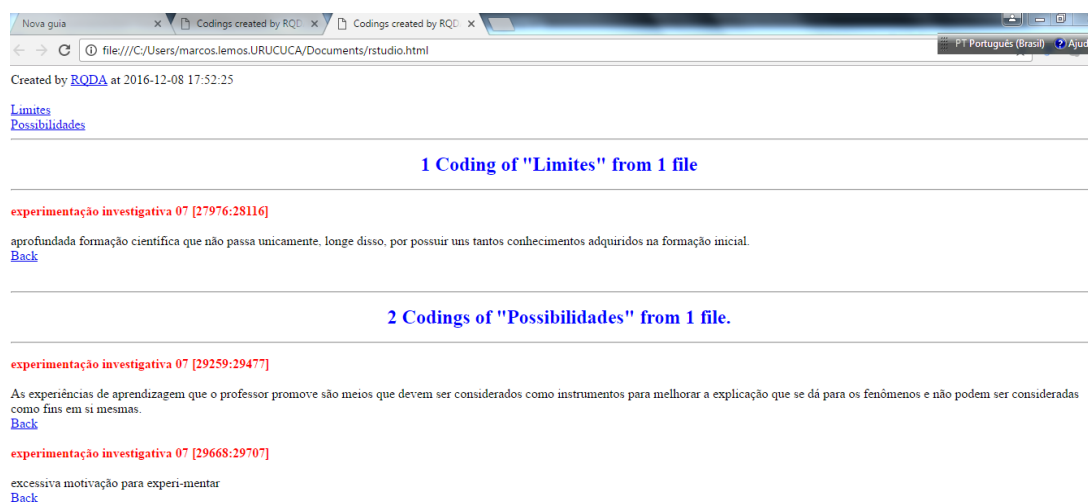 Nova guia
Codings created by RQD
Codings created by RQD
file:///C:/Users/marcos.lemos.URUCUCA/Documents/rstudio.html
PT Português (Brasil)
Ajud
Created by RQDA at 2016-12-08 17:52:25
Limites
Possibilidades
1 Coding of "Limites" from 1 file
experimentação investigativa 07 [27976:28116]
aprofundada formação científica que não passa unicamente, longe disso, por possuir uns tantos conhecimentos adquiridos na formação inicial.
Back
2 Codings of "Possibilidades" from 1 file.
experimentação investigativa 07 [29259:29477]
As experiências de aprendizagem que o professor promove são meios que devem ser considerados como instrumentos para melhorar a explicação que se dá para os fenômenos e não podem ser consideradas
como fins em si mesmas.
Back
experimentação investigativa 07 [29668:29707]
excessiva motivação para experi-mentar
Back